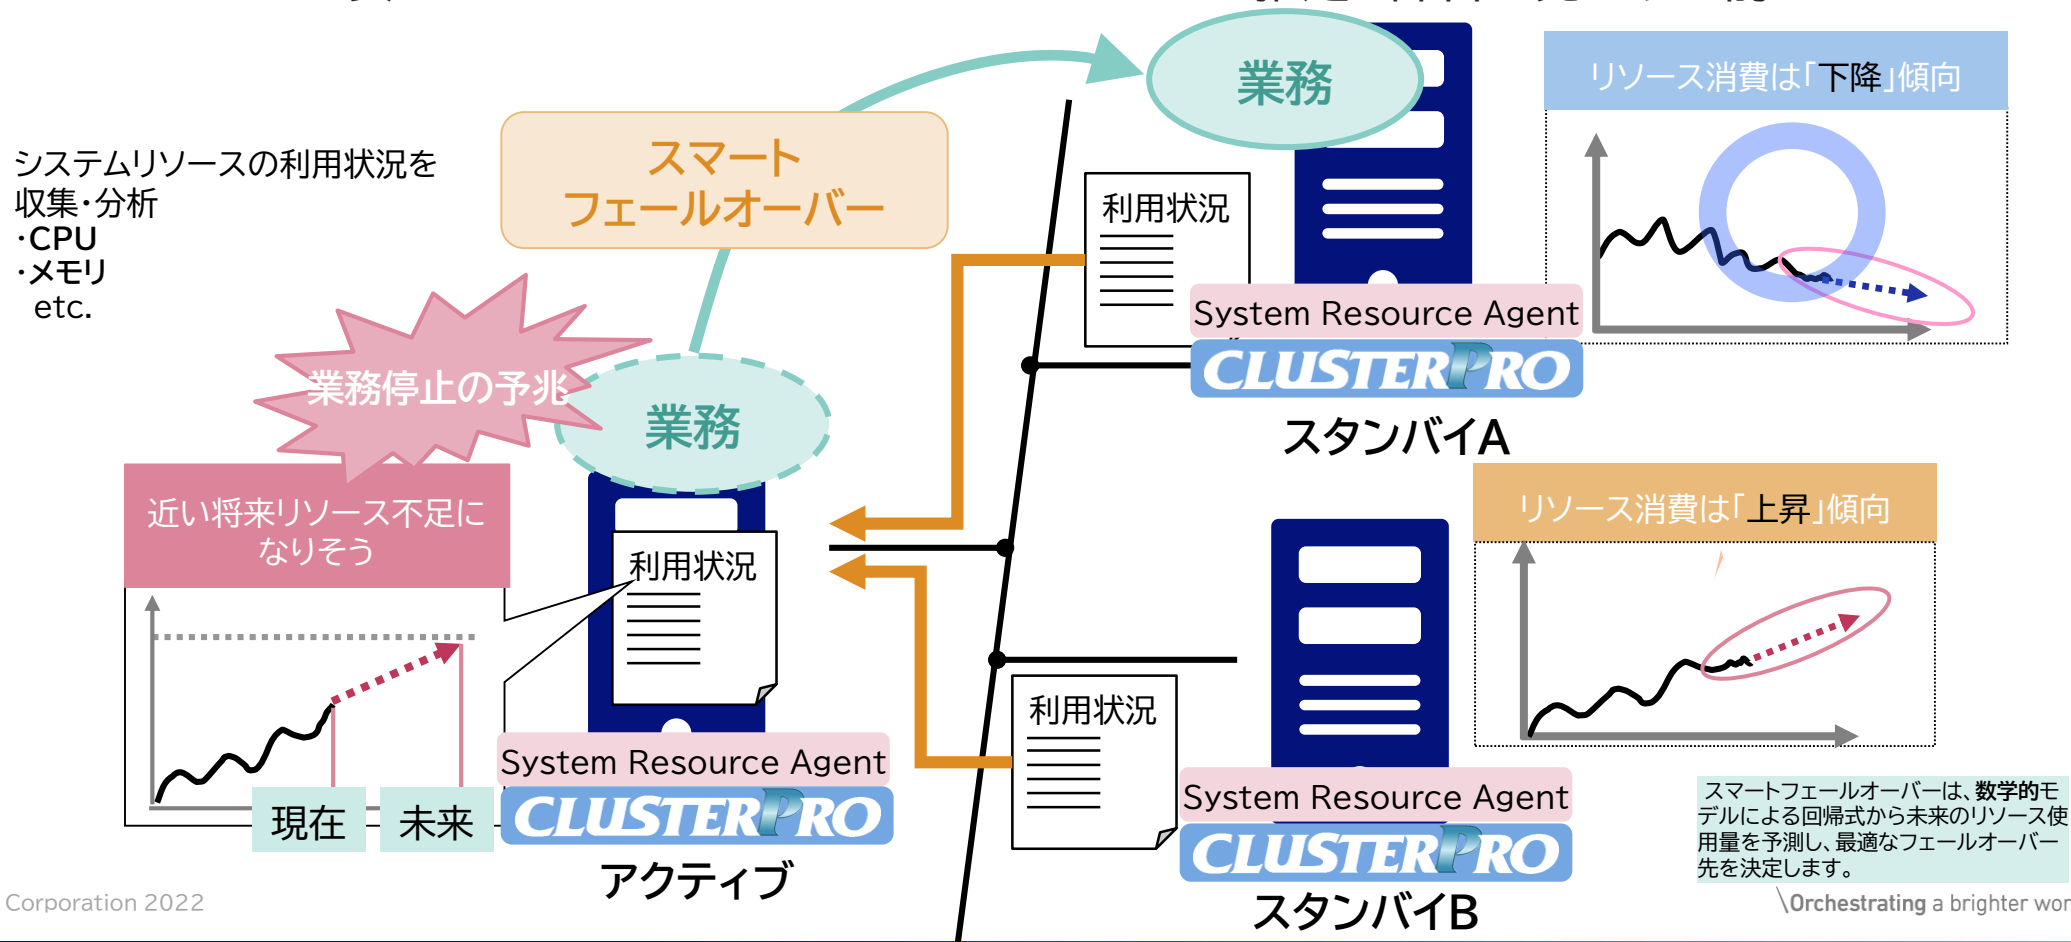 業務
リソース消費は「下降」傾向
システムリソースの利用状況を
収集・分析
・CPU
・メモリ
etc.
スマート
フェールオーバー
利用状況
System Resource Agent
CLUSTERPRO
スタンバイA
業務停止の予兆
業務
近い将来リソース不足に
なりそう
利用状況
現在
未来
System Resource Agent
CLUSTERPRO
アクティブ
リソース消費は「上昇」傾向
利用状況
System Resource Agent
CLUSTERPRO
スタンバイB
スマートフェールオーバーは、数学的モ
デルによる回帰式から未来のリソース使
用量を予測し、最適なフェールオーバー
先を決定します。
Corporation 2022
\Orchestrating a brighter wor